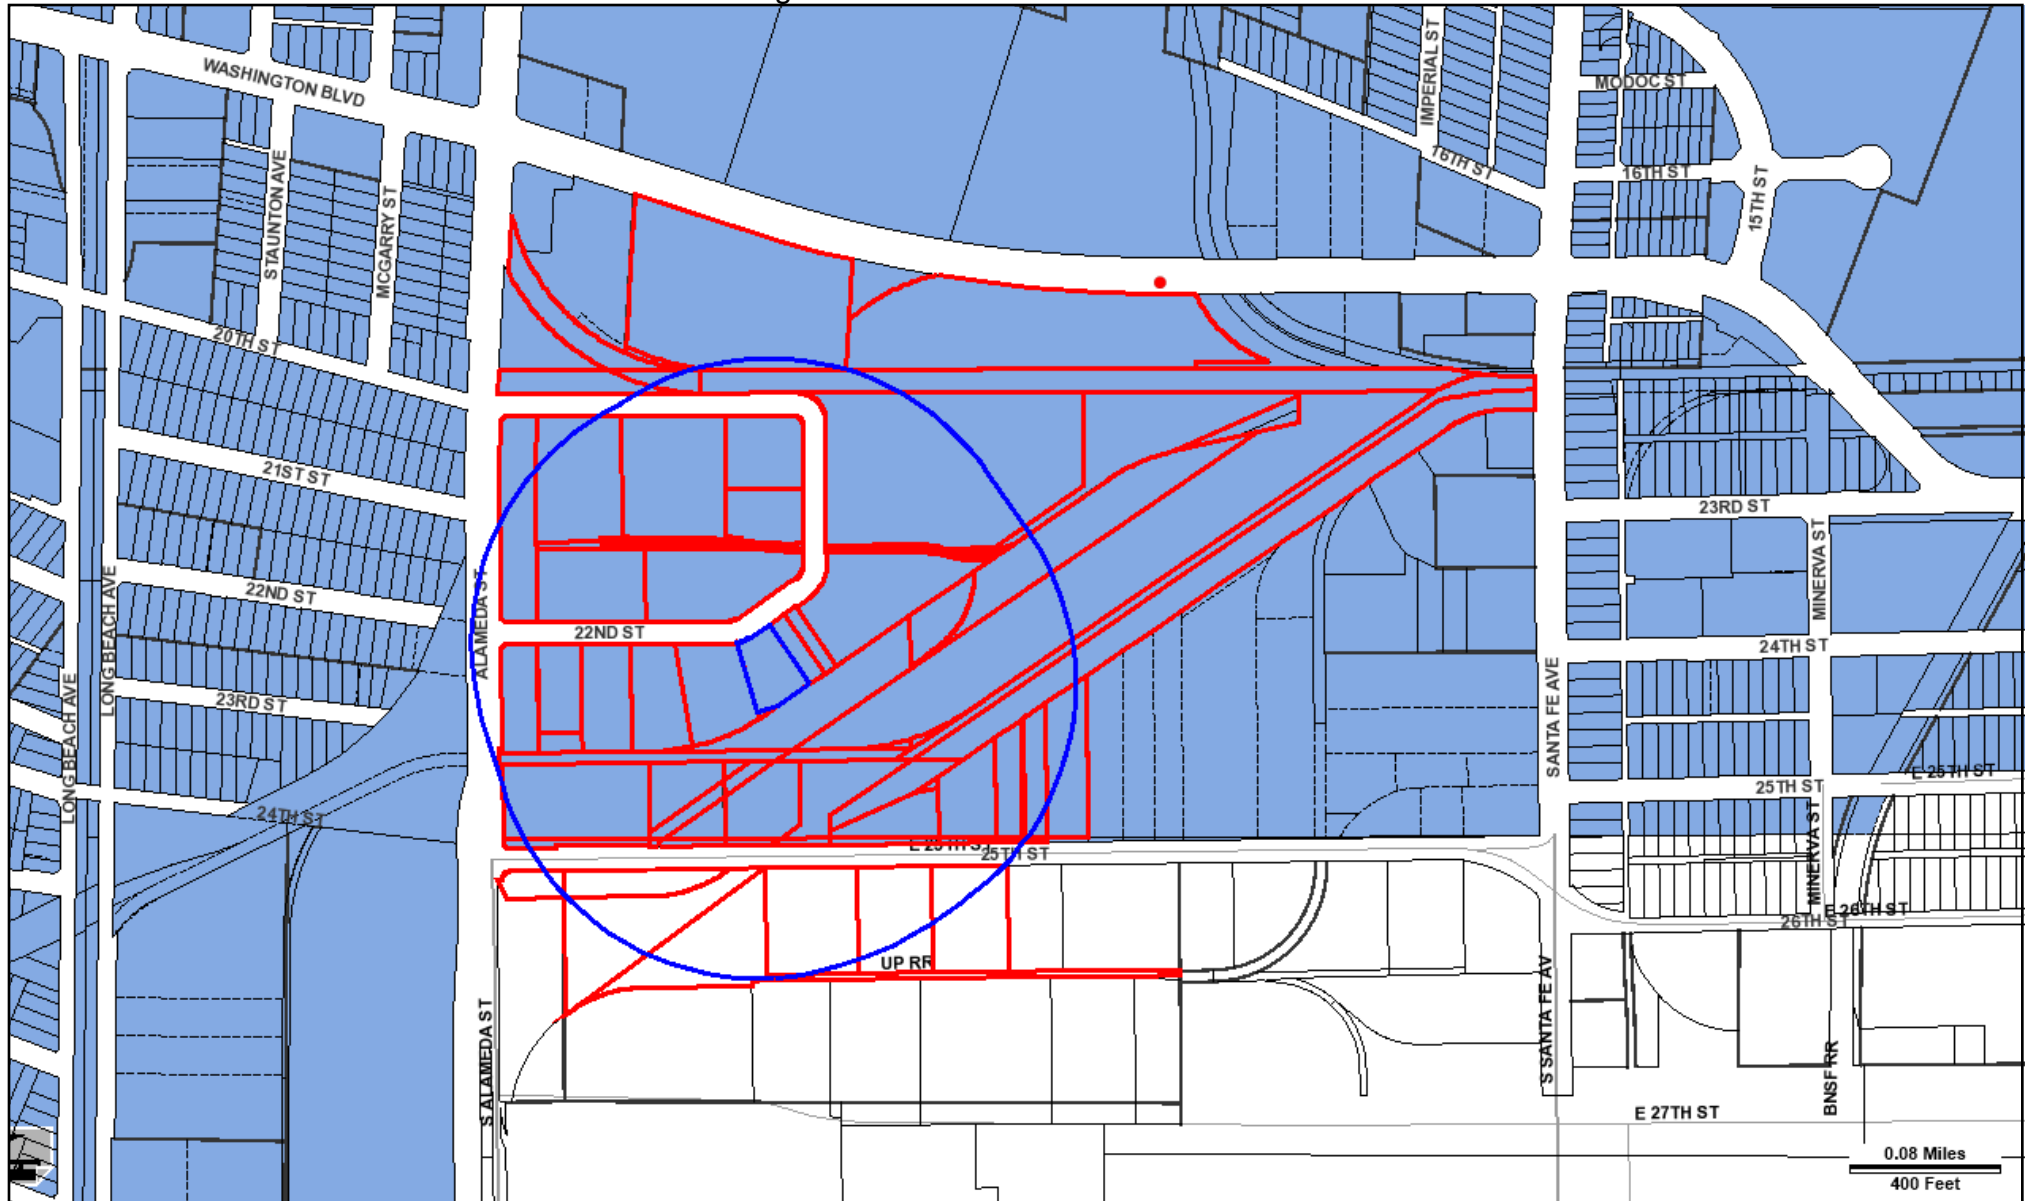 WASHINGTON BLVD
IMPERIAL ST
MODOC ST
16TH ST
16TH ST
15TH ST
STAUNTON AVE
MCGARRY ST
20TH ST
21ST ST
22ND ST
23RD ST
24TH ST
LONG BEACH AVE
LONG BEACH AVE
ALAMEDA ST
22ND ST
23RD ST
MINERVA ST
24TH ST
SANTA FE AVE
25TH ST
E 25TH ST
MINERVA ST
E 25TH ST
25TH ST
E 26TH ST
26TH ST
UP RR
S ALAMEDA ST
S SANTA FE AV
BNSF RR
E 27TH ST
0.08 Miles
400 Feet